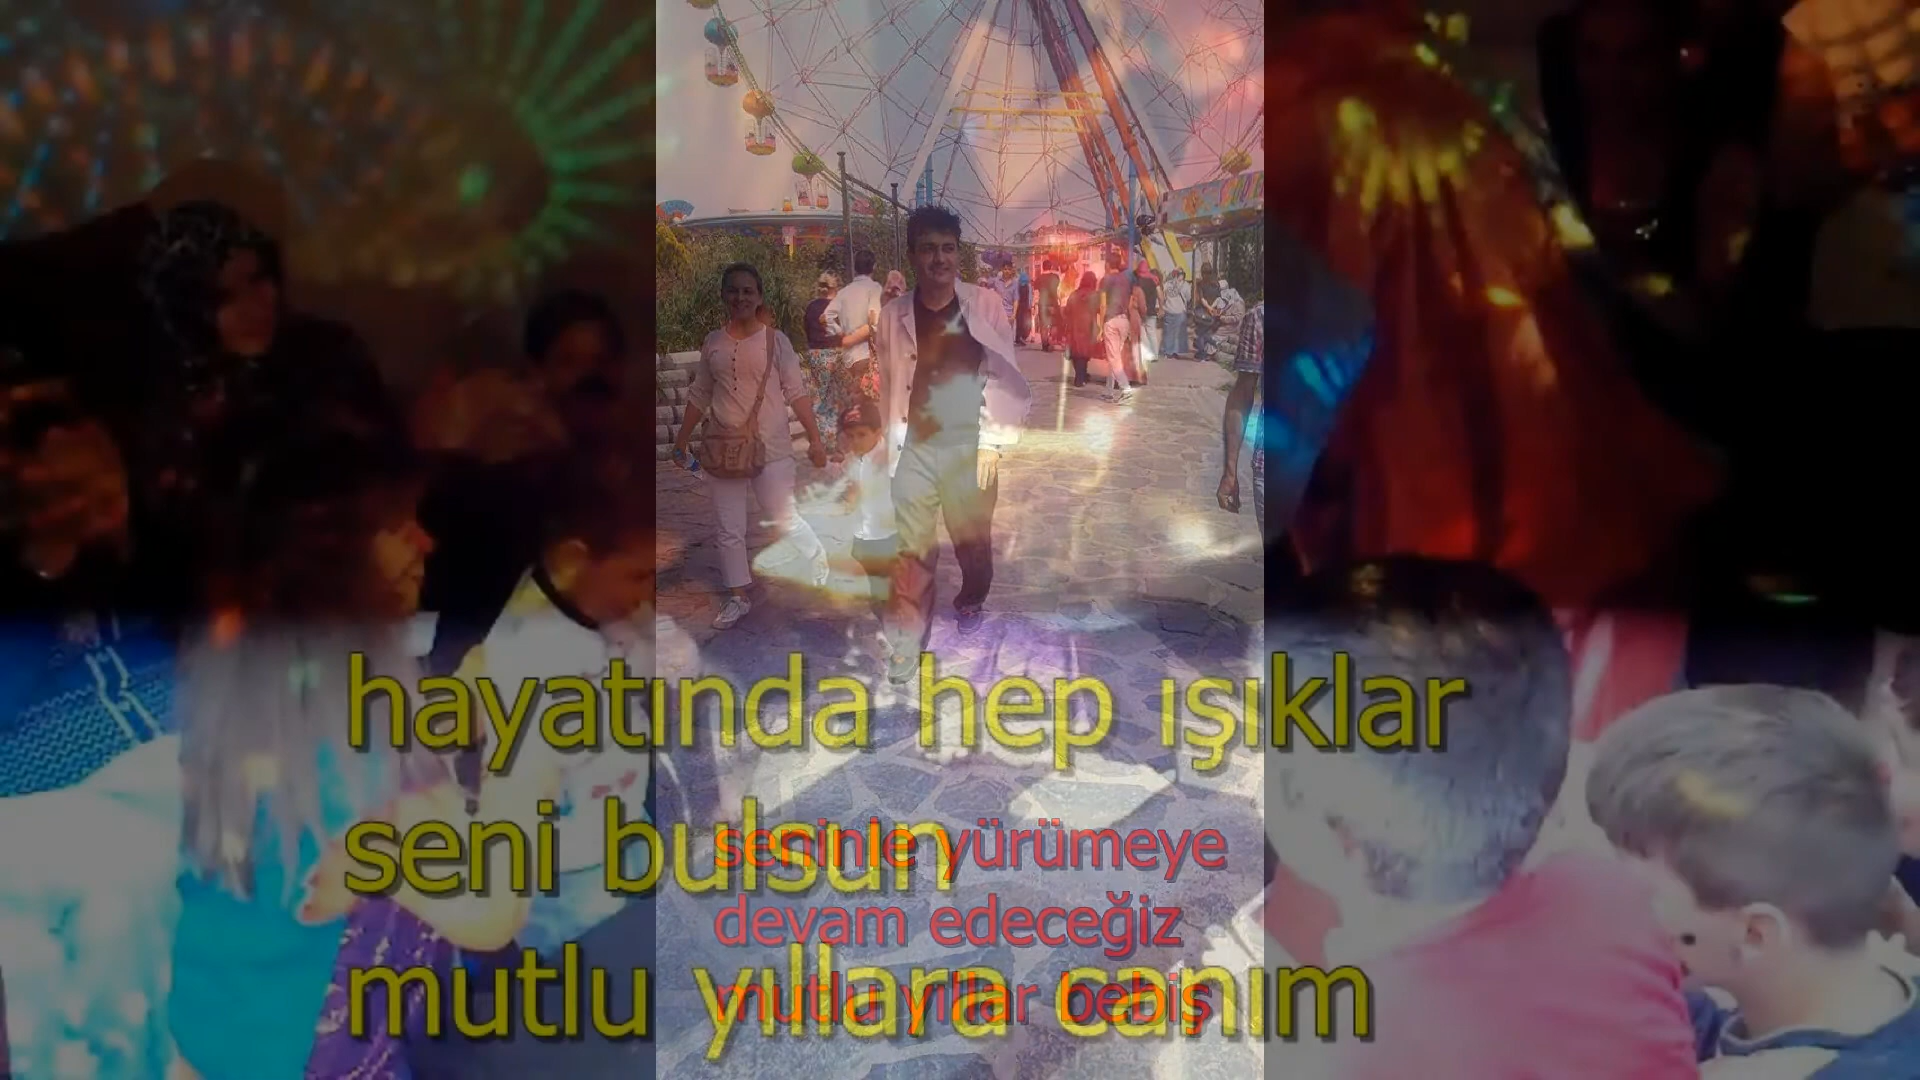 hayatında hep ışıklar
seni bulsun
mutlu yıllara canım
seninle yürümeye
devam edeceğiz
mutlu yıllar bebiş